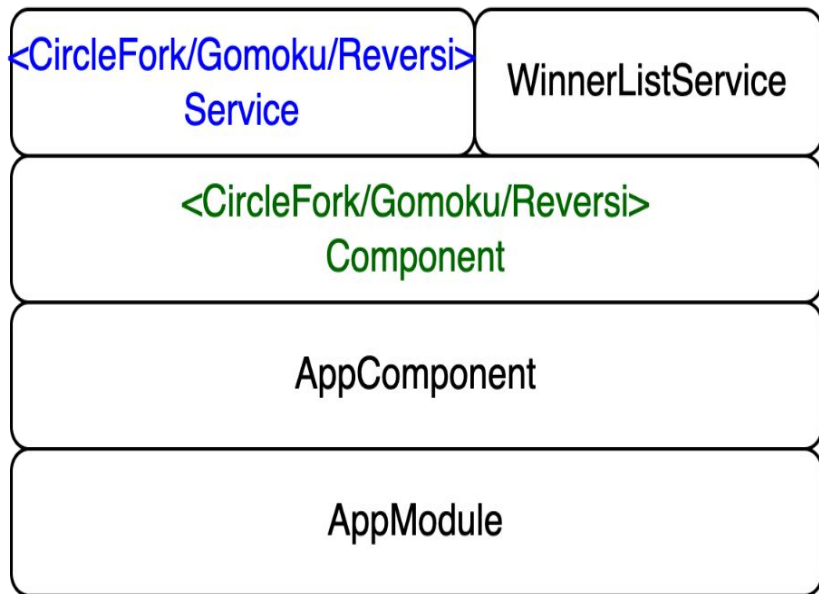 <CircleFork/Gomoku/Reversi>
Service
WinnerListService
<CircleFork/Gomoku/Reversi>
Component
AppComponent
AppModule